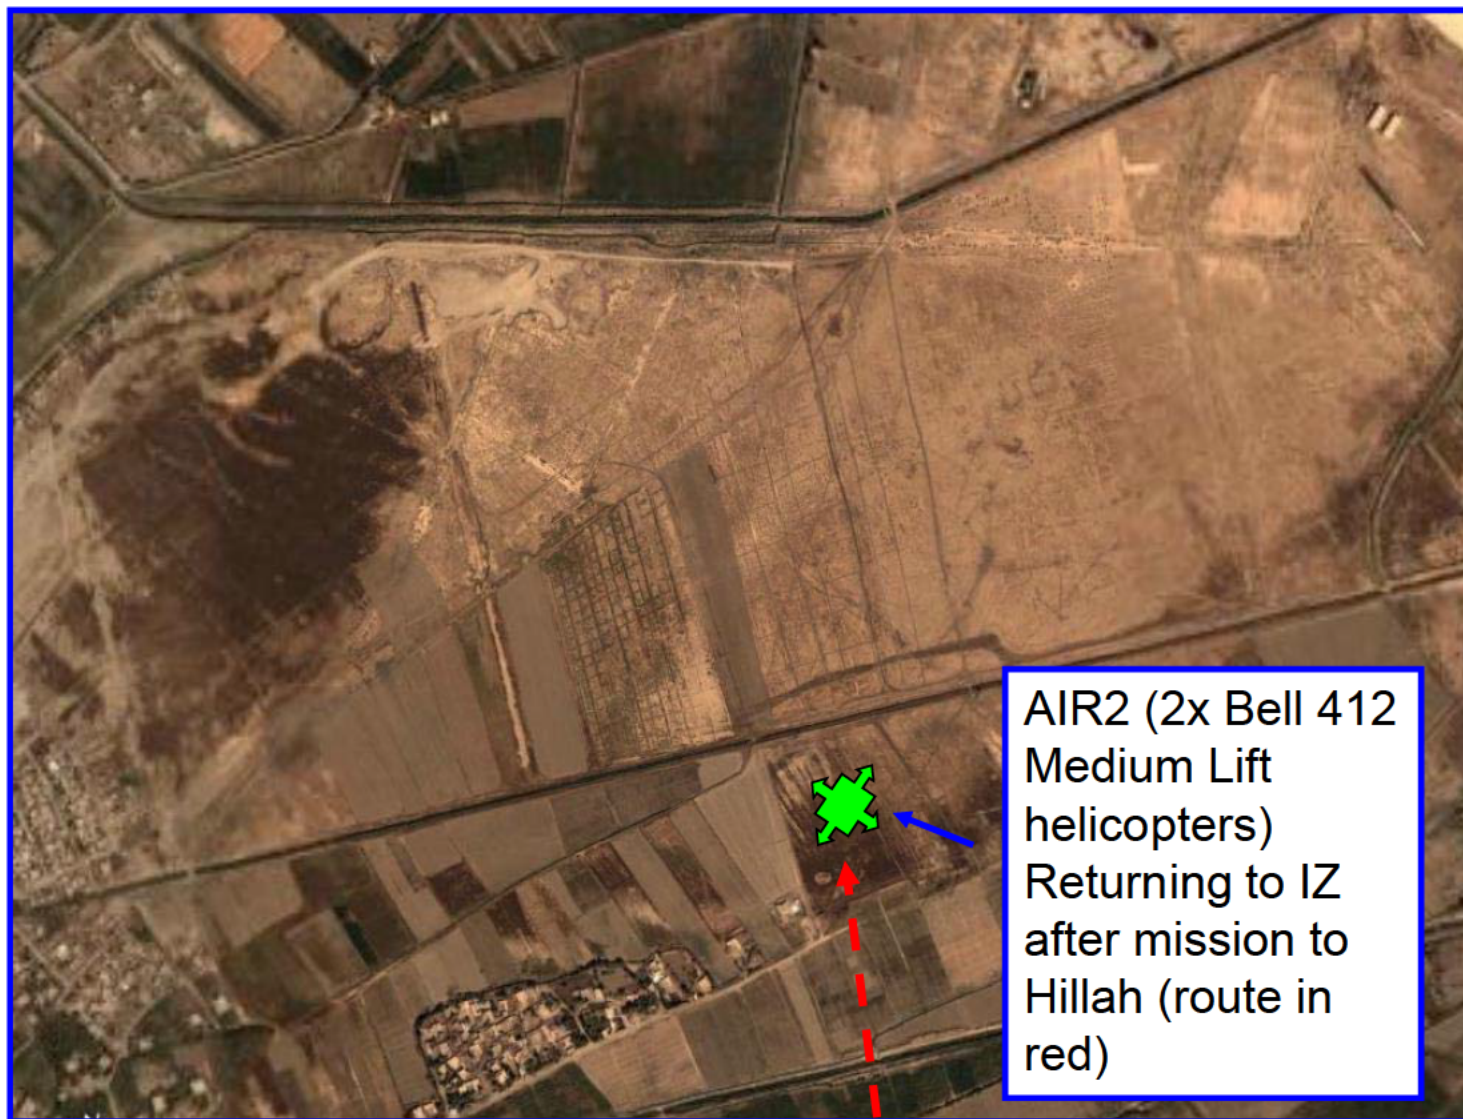 AIR2 (2x Bell 412
Medium Lift
helicopters)
Returning to IZ
after mission to
Hillah (route in
red)